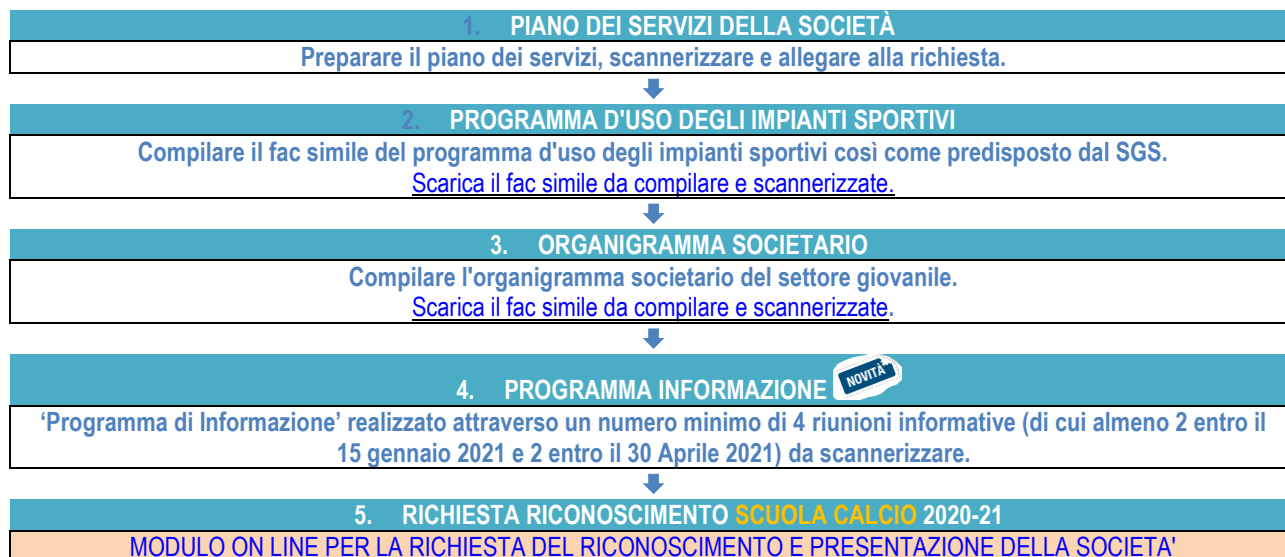 1. PIANO DEI SERVIZI DELLA SOCIETÀ
Preparare il piano dei servizi, scannerizzare e allegare alla richiesta.
2. PROGRAMMA D'USO DEGLI IMPIANTI SPORTIVI
Compilare il fac simile del programma d'uso degli impianti sportivi così come predisposto dal SGS.
Scarica il fac simile da compilare e scannerizzate.
3. ORGANIGRAMMA SOCIETARIO
Compilare l'organigramma societario del settore giovanile.
Scarica il fac simile da compilare e scannerizzate.
4. PROGRAMMA INFORMAZIONE NOVITÀ
‘Programma di Informazione’ realizzato attraverso un numero minimo di 4 riunioni informative (di cui almeno 2 entro il
15 gennaio 2021 e 2 entro il 30 Aprile 2021) da scannerizzare.
5. RICHIESTA RICONOSCIMENTO SCUOLA CALCIO 2020-21
MODULO ON LINE PER LA RICHIESTA DEL RICONOSCIMENTO E PRESENTAZIONE DELLA SOCIETA'